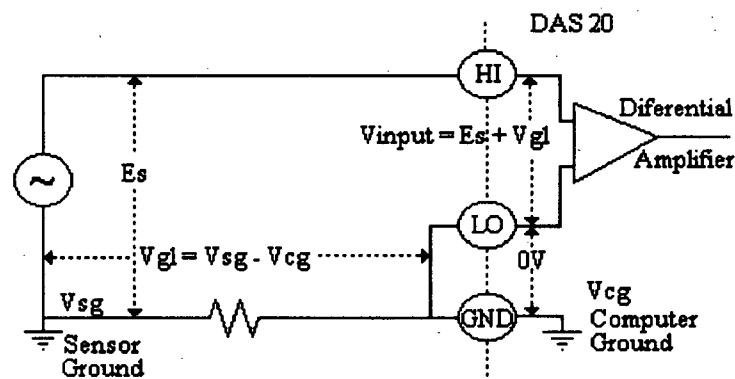 DAS 20
HI
Diferential
Vinput = Es + Vgl
Amplifier
Es
LO
Vgl = Vsg - Vcg
0V
Vsg
GND
Vcg
Sensor
Ground
Computer
Ground